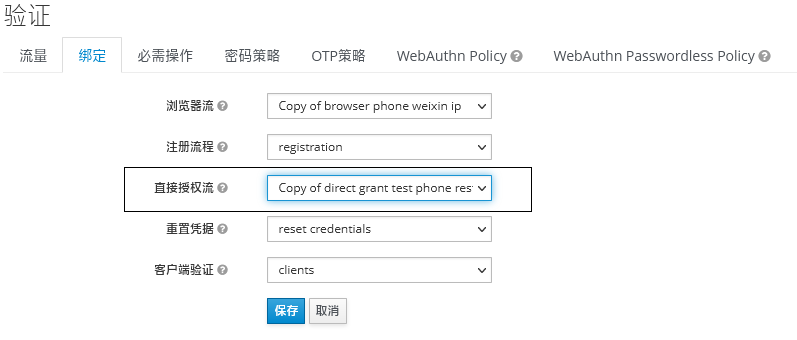 验证
流量 绑定 必需操作 密码策略 OTP策略 WebAuthn Policy WebAuthn Passwordless Policy
浏览器流 Copy of browser phone weixin ip
注册流程 registration
直接授权流 Copy of direct grant test phone res
重置凭据 reset credentials
客户端验证 clients
保存 取消